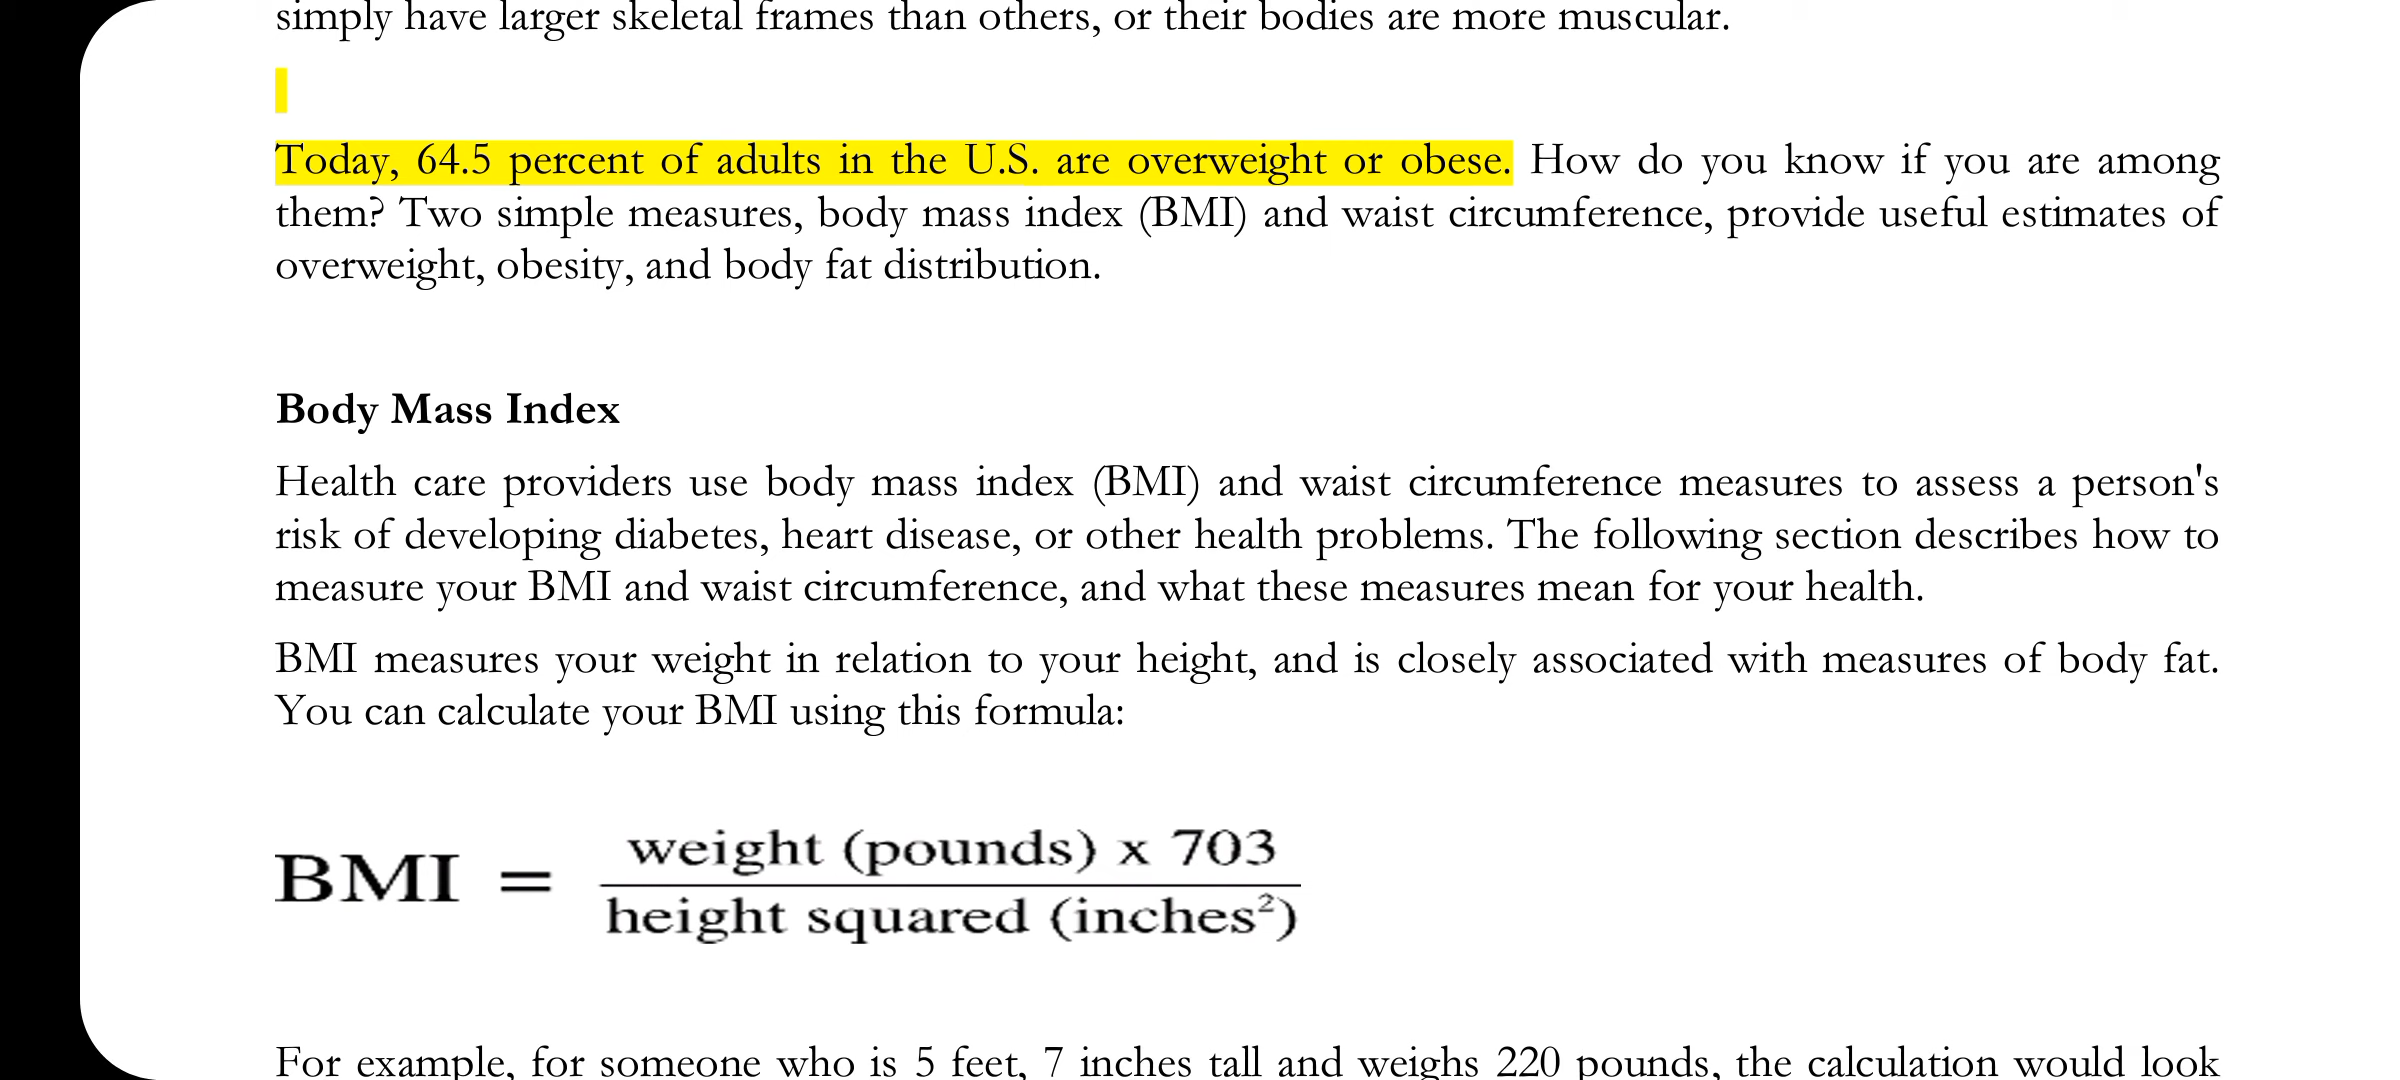 simply have larger skeletal frames than others, or their bodies are more muscular.
Today, 64.5 percent of adults in the U.S. are overweight or obese. How do you know if you are among
them? Two simple measures, body mass index (BMI) and waist circumference, provide useful estimates of
overweight, obesity, and body fat distribution.
Body Mass Index
Health care providers use body mass index (BMI) and waist circumference measures to assess a person's
risk of developing diabetes, heart disease, or other health problems. The following section describes how to
measure your BMI and waist circumference, and what these measures mean for your health.
BMI measures your weight in relation to your height, and is closely associated with measures of body fat.
You can calculate your BMI using this formula:
BMI = weight (pounds) x 703
height squared (inches²)
For example, for someone who is 5 feet, 7 inches tall and weighs 220 pounds, the calculation would look